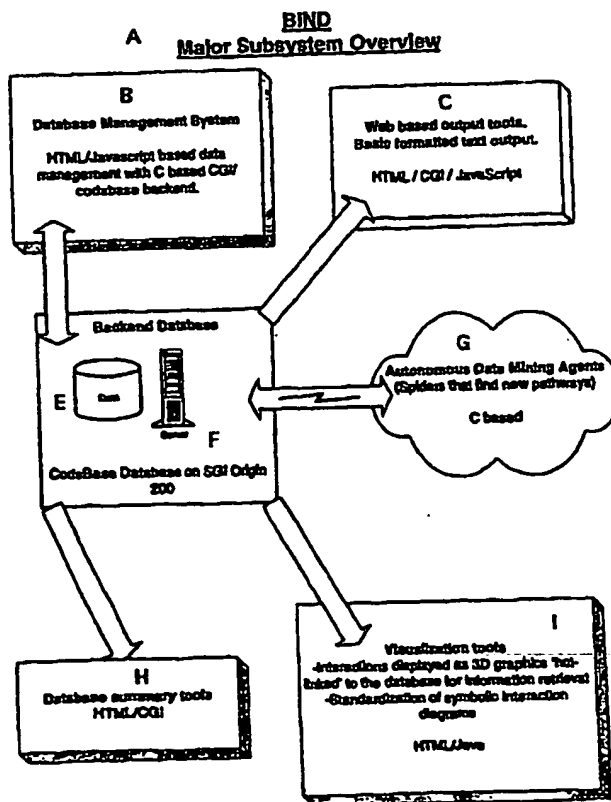 BIND
A
Major Subsystem Overview
B
Database Management System
HTML/Javascript based data
management with C based CGI/
codebase backend.
C
Web based output tools.
Basic formatted text output.
HTML / CGI / JavaScript
Backend Database
E
Data
Server
F
CodeBase Database on SGI Origin
200
G
Autonomous Data Mining Agents
(Spiders that find new pathways)
C based
H
Database summary tools
HTML/CGI
I
Visualization tools
-Interactions displayed as 3D graphics 'hot-
linked' to the database for information retrieval
-Standardization of symbolic interaction
diagrams
HTML/Java